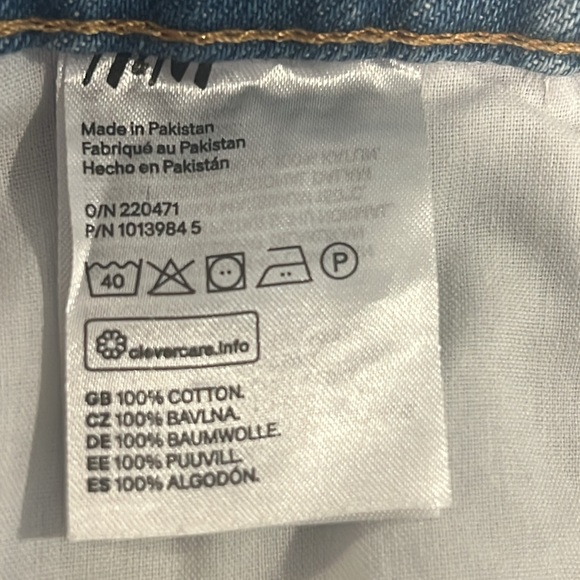 H&M
Made in Pakistan
Fabriqué au Pakistan
Hecho en Pakistán
O/N 220471
P/N 1013984 5
40
P
clevercare.info
GB 100% COTTON.
CZ 100% BAVLNA.
DE 100% BAUMWOLLE.
EE 100% PUUVILL.
ES 100% ALGODÓN.